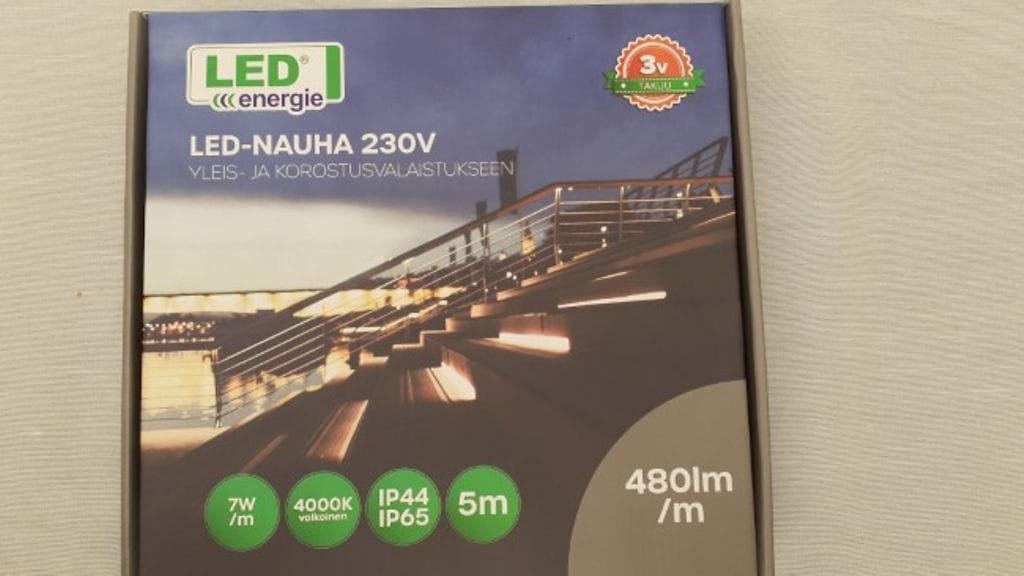 LED®
energie
3v
TAKUU
LED-NAUHA 230V
YLEIS- JA KOROSTUSVALAISTUKSEEN
7W
/m
4000K
valkoinen
IP44
IP65
5m
480lm
/m